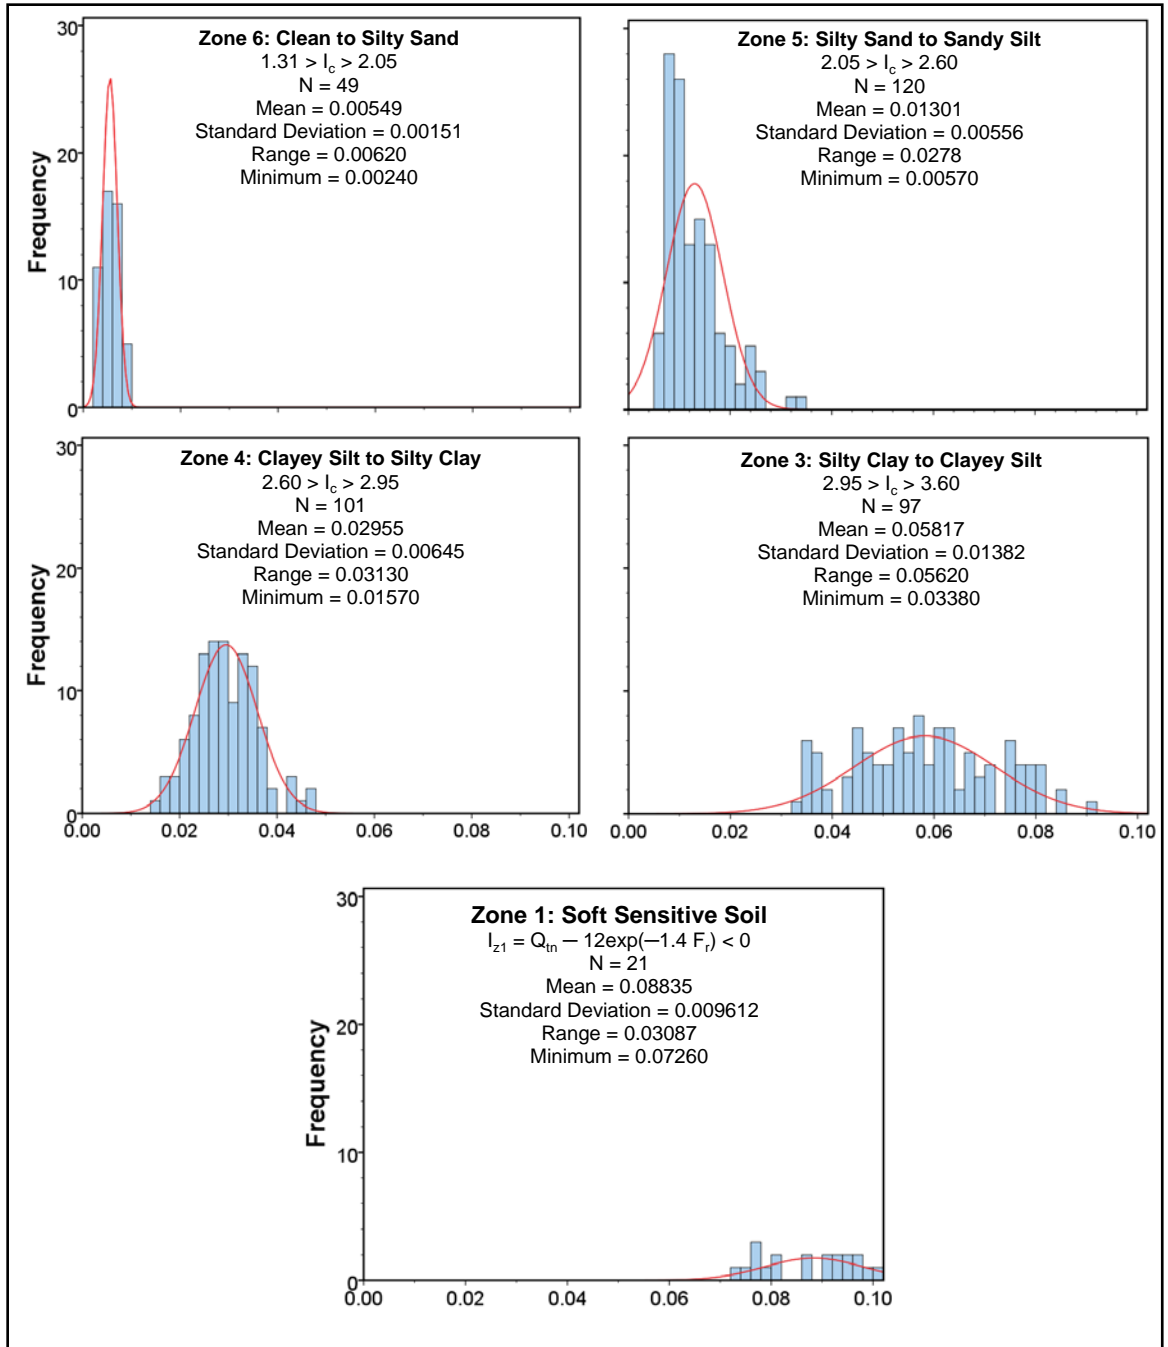 Zone 6: Clean to Silty Sand
1.31 > Ic > 2.05
N = 49
Mean = 0.00549
Standard Deviation = 0.00151
Range = 0.00620
Minimum = 0.00240
Frequency
30
20
10
0
Zone 5: Silty Sand to Sandy Silt
2.05 > Ic > 2.60
N = 120
Mean = 0.01301
Standard Deviation = 0.00556
Range = 0.0278
Minimum = 0.00570
Zone 4: Clayey Silt to Silty Clay
2.60 > Ic > 2.95
N = 101
Mean = 0.02955
Standard Deviation = 0.00645
Range = 0.03130
Minimum = 0.01570
Frequency
30
20
10
0
0.00 0.02 0.04 0.06 0.08 0.10
Zone 3: Silty Clay to Clayey Silt
2.95 > Ic > 3.60
N = 97
Mean = 0.05817
Standard Deviation = 0.01382
Range = 0.05620
Minimum = 0.03380
0.00 0.02 0.04 0.06 0.08 0.10
Zone 1: Soft Sensitive Soil
Iz1 = Qtn – 12exp(–1.4 Fr) < 0
N = 21
Mean = 0.08835
Standard Deviation = 0.009612
Range = 0.03087
Minimum = 0.07260
Frequency
30
20
10
0
0.00 0.02 0.04 0.06 0.08 0.10